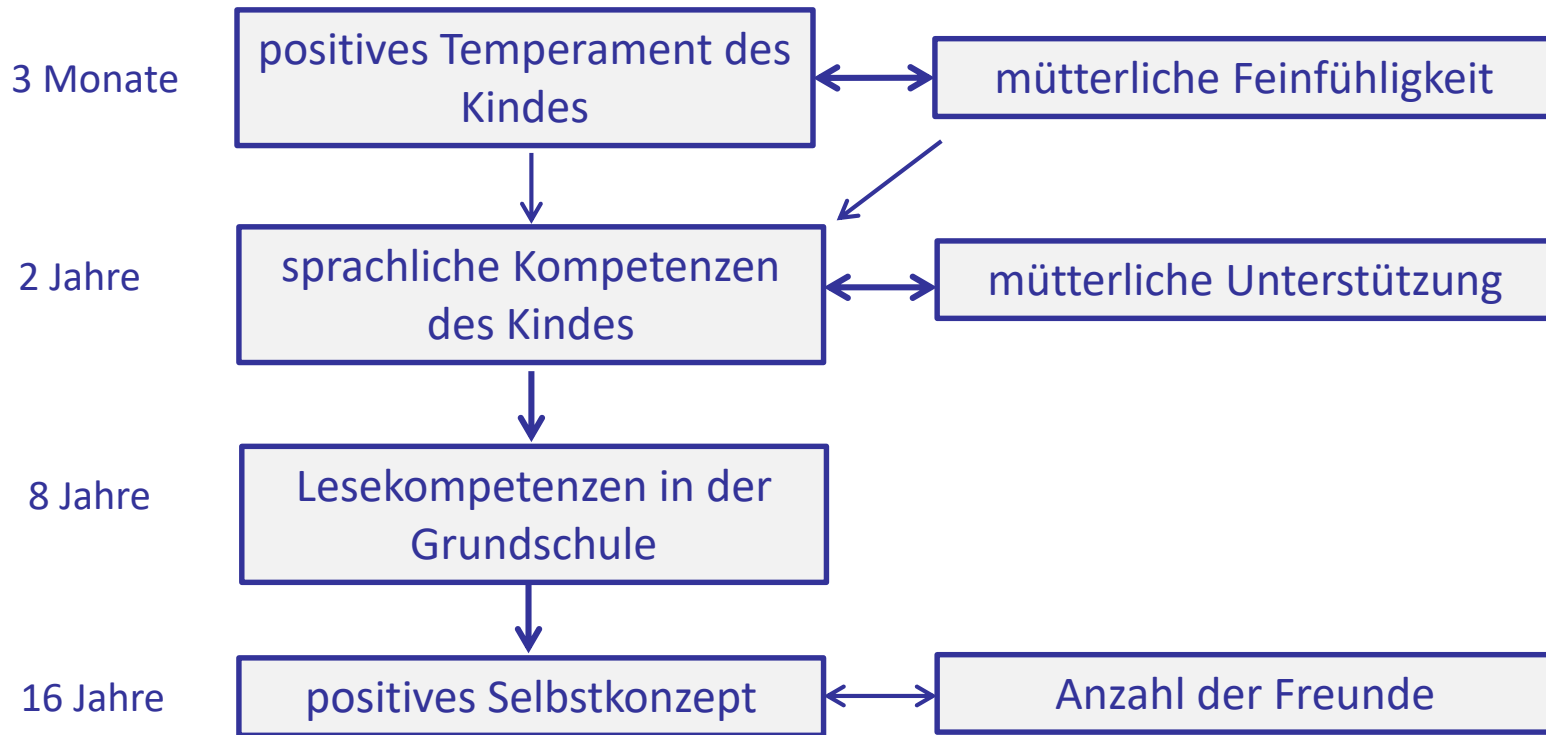 3 Monate
positives Temperament des
Kindes
mütterliche Feinfühligkeit
2 Jahre
sprachliche Kompetenzen
des Kindes
mütterliche Unterstützung
8 Jahre
Lesekompetenzen in der
Grundschule
16 Jahre
positives Selbstkonzept
Anzahl der Freunde